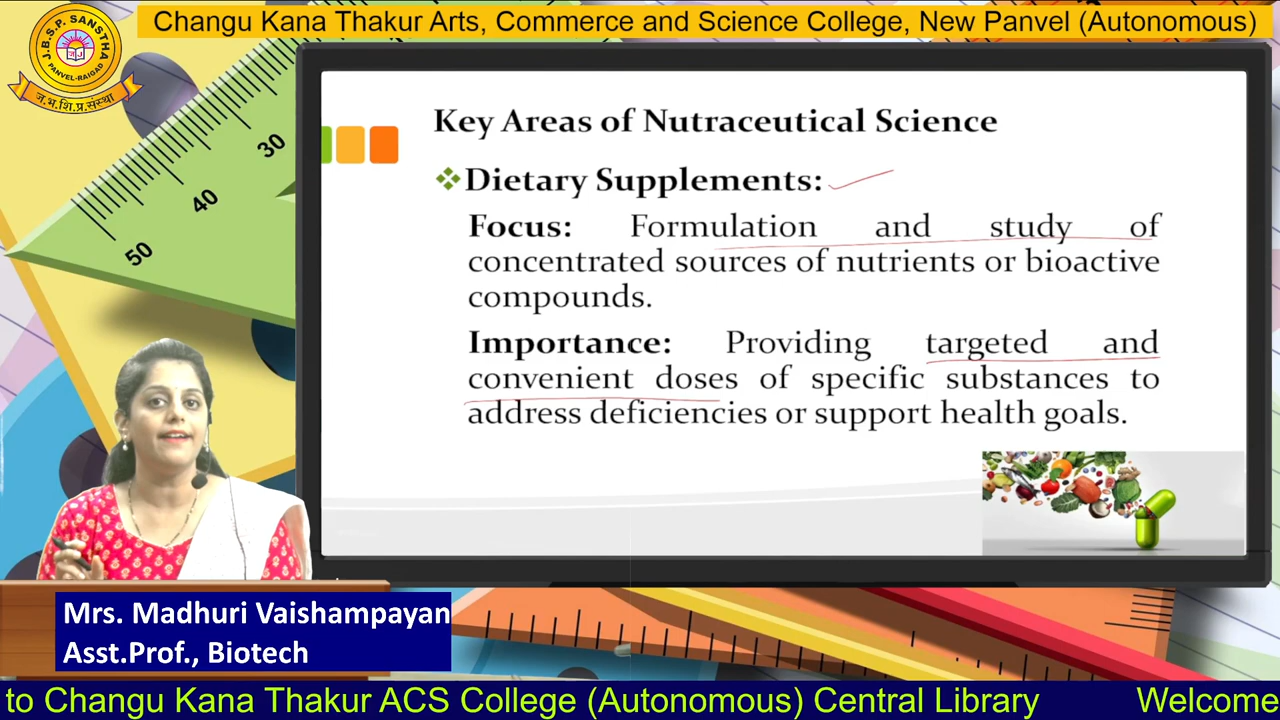 Changu Kana Thakur Arts, Commerce and Science College, New Panvel (Autonomous)
J.B.S.P. SANSTHA
PANVEL-RAIGAD
ज.भ.शि.प्र.संस्था
30
40
50
Key Areas of Nutraceutical Science
Dietary Supplements:
Focus: Formulation and study of
concentrated sources of nutrients or bioactive
compounds.
Importance: Providing targeted and
convenient doses of specific substances to
address deficiencies or support health goals.
Mrs. Madhuri Vaishampayan
Asst.Prof., Biotech
to Changu Kana Thakur ACS College (Autonomous) Central Library Welcome